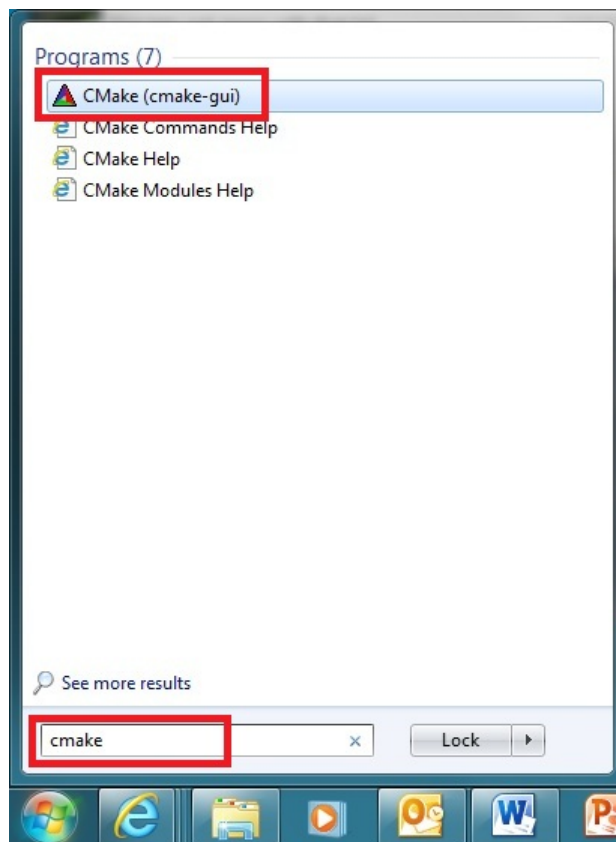 Programs (7)
CMake (cmake-gui)
CMake Commands Help
CMake Help
CMake Modules Help
See more results
cmake
Lock